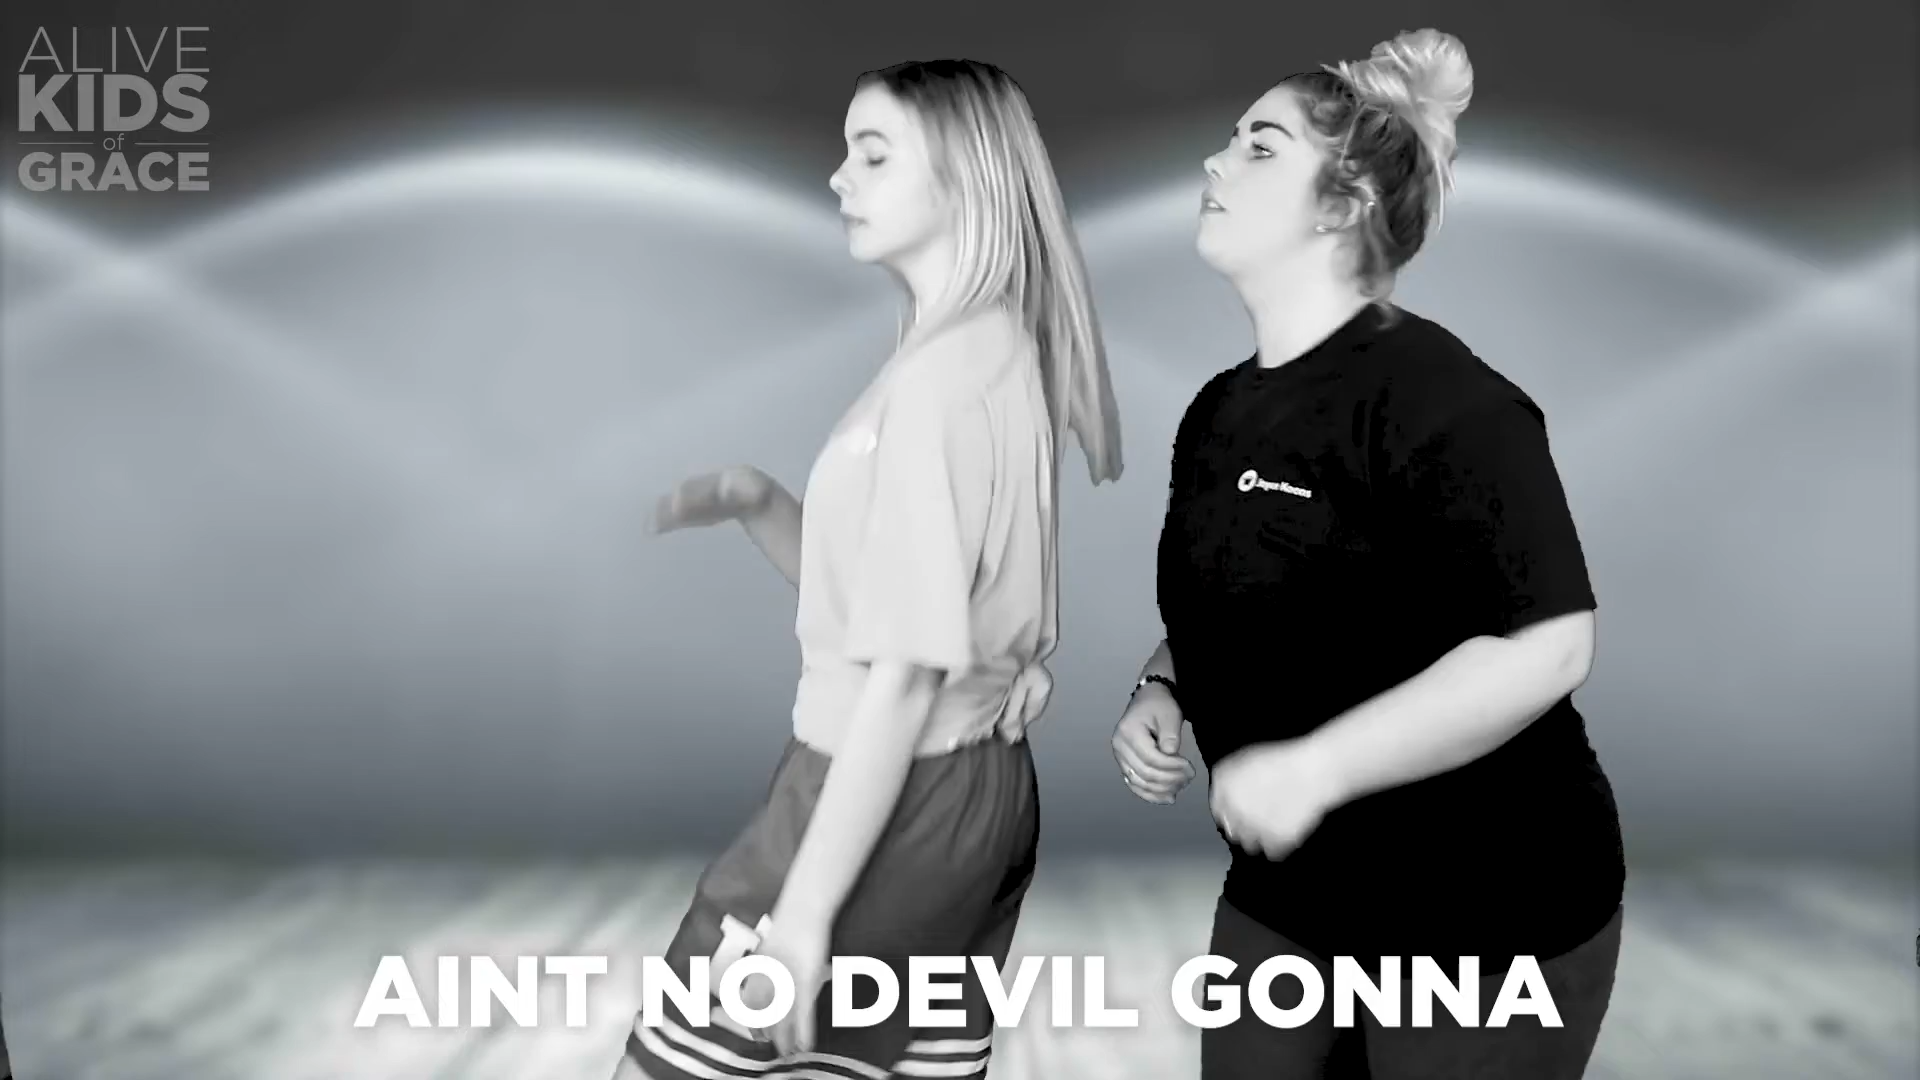 ALIVE
KIDS
of
GRACE
AINT NO DEVIL GONNA